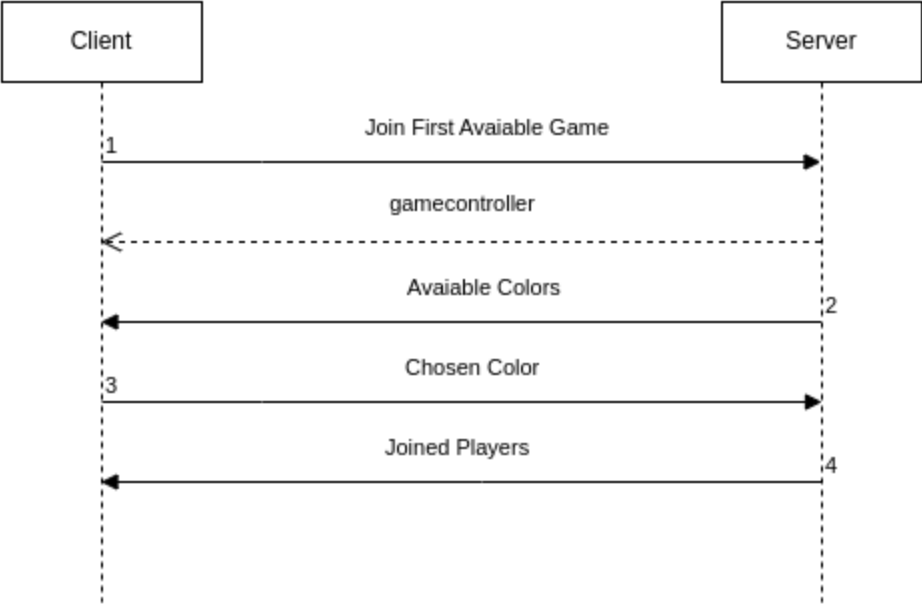 Client
Server
Join First Avaiable Game
1
gamecontroller
Avaiable Colors
2
Chosen Color
3
Joined Players
4